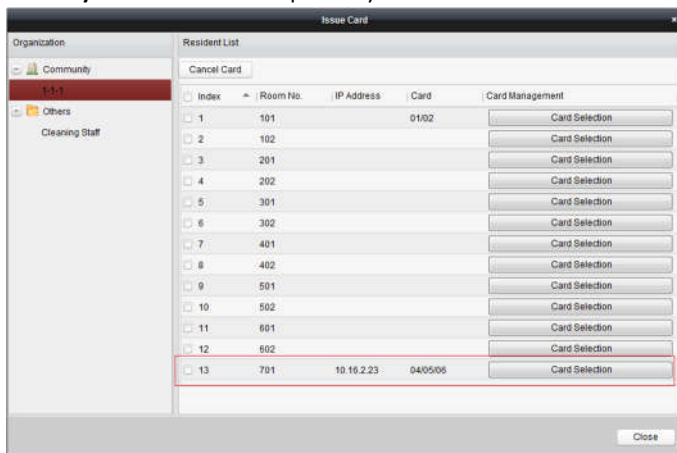 Issue Card
Organization
Resident List
Community
1-1-1
Others
Cleaning Staff
Cancel Card
Index Room No. IP Address Card Card Management
1 101 01/02 Card Selection
2 102 Card Selection
3 201 Card Selection
4 202 Card Selection
5 301 Card Selection
6 302 Card Selection
7 401 Card Selection
8 402 Card Selection
9 501 Card Selection
10 502 Card Selection
11 601 Card Selection
12 602 Card Selection
13 701 10.16.2.23 04/05/06 Card Selection
Close